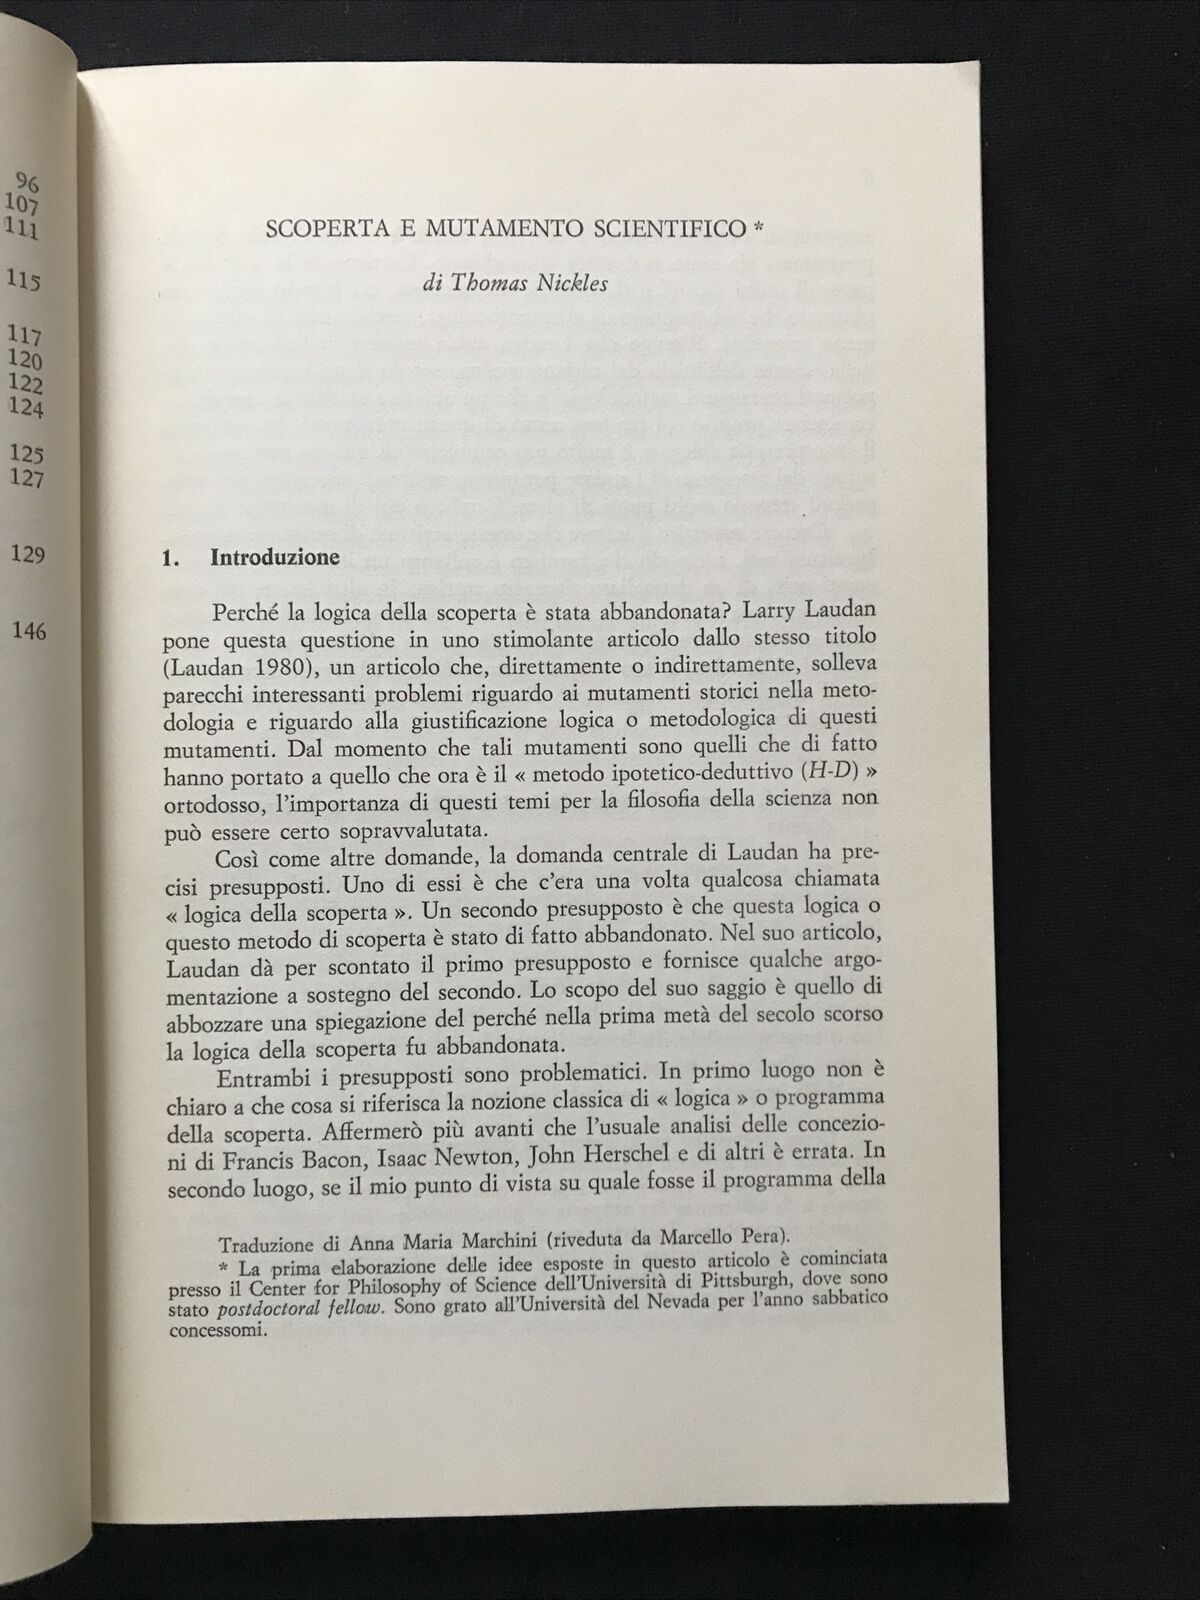 96
107
111
115
117
120
122
124
125
127
129
146
SCOPERTA E MUTAMENTO SCIENTIFICO *
di Thomas Nickles
1. Introduzione
Perché la logica della scoperta è stata abbandonata? Larry Laudan
pone questa questione in uno stimolante articolo dallo stesso titolo
(Laudan 1980), un articolo che, direttamente o indirettamente, solleva
parecchi interessanti problemi riguardo ai mutamenti storici nella meto-
dologia e riguardo alla giustificazione logica o metodologica di questi
mutamenti. Dal momento che tali mutamenti sono quelli che di fatto
hanno portato a quello che ora è il « metodo ipotetico-deduttivo (H-D) »
ortodosso, l'importanza di questi temi per la filosofia della scienza non
può essere certo sopravvalutata.
Così come altre domande, la domanda centrale di Laudan ha pre-
cisi presupposti. Uno di essi è che c'era una volta qualcosa chiamata
« logica della scoperta ». Un secondo presupposto è che questa logica o
questo metodo di scoperta è stato di fatto abbandonato. Nel suo articolo,
Laudan dà per scontato il primo presupposto e fornisce qualche argo-
mentazione a sostegno del secondo. Lo scopo del suo saggio è quello di
abbozzare una spiegazione del perché nella prima metà del secolo scorso
la logica della scoperta fu abbandonata.
Entrambi i presupposti sono problematici. In primo luogo non è
chiaro a che cosa si riferisca la nozione classica di « logica » o programma
della scoperta. Affermerò più avanti che l'usuale analisi delle concezio-
ni di Francis Bacon, Isaac Newton, John Herschel e di altri è errata. In
secondo luogo, se il mio punto di vista su quale fosse il programma della
Traduzione di Anna Maria Marchini (riveduta da Marcello Pera).
* La prima elaborazione delle idee esposte in questo articolo è cominciata
presso il Center for Philosophy of Science dell'Università di Pittsburgh, dove sono
stato postdoctoral fellow. Sono grato all'Università del Nevada per l'anno sabbatico
concessomi.